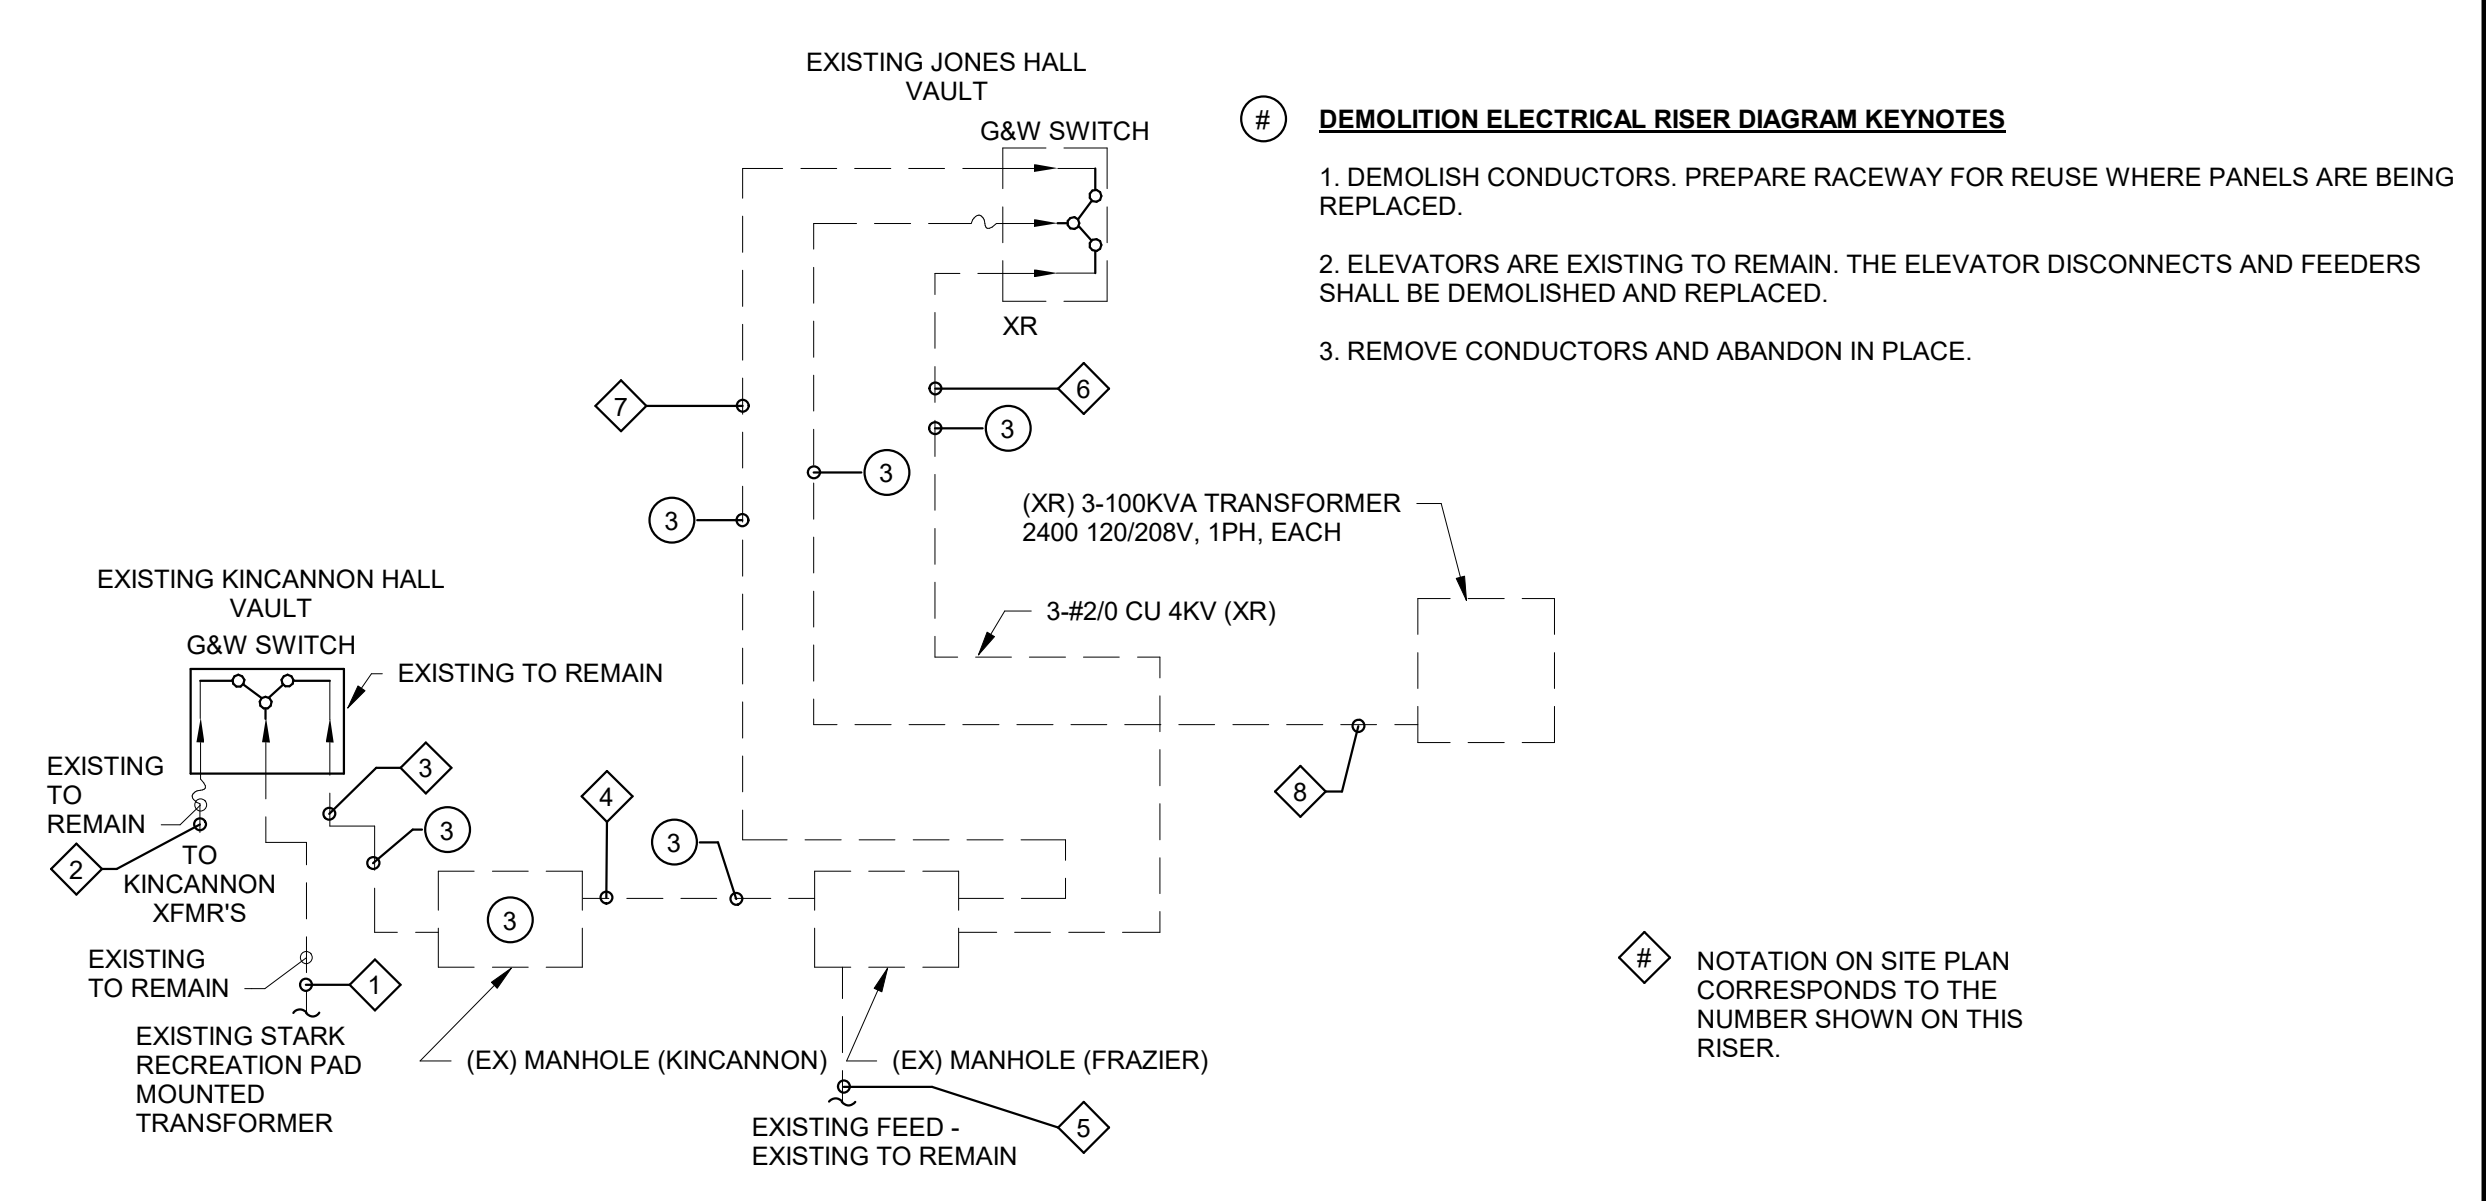 EXISTING JONES HALL
VAULT
G&W SWITCH
XR
#
DEMOLITION ELECTRICAL RISER DIAGRAM KEYNOTES
1. DEMOLISH CONDUCTORS. PREPARE RACEWAY FOR REUSE WHERE PANELS ARE BEING
REPLACED.
2. ELEVATORS ARE EXISTING TO REMAIN. THE ELEVATOR DISCONNECTS AND FEEDERS
SHALL BE DEMOLISHED AND REPLACED.
3. REMOVE CONDUCTORS AND ABANDON IN PLACE.
7
6
3
3
3
(XR) 3-100KVA TRANSFORMER
2400 120/208V, 1PH, EACH
3-#2/0 CU 4KV (XR)
EXISTING KINCANNON HALL
VAULT
G&W SWITCH
EXISTING TO REMAIN
EXISTING
TO
REMAIN
2
TO
KINCANNON
XFMR'S
3
3
4
3
8
3
EXISTING
TO REMAIN
1
EXISTING STARK
RECREATION PAD
MOUNTED
TRANSFORMER
(EX) MANHOLE (KINCANNON)
(EX) MANHOLE (FRAZIER)
EXISTING FEED -
EXISTING TO REMAIN
5
#
NOTATION ON SITE PLAN
CORRESPONDS TO THE
NUMBER SHOWN ON THIS
RISER.